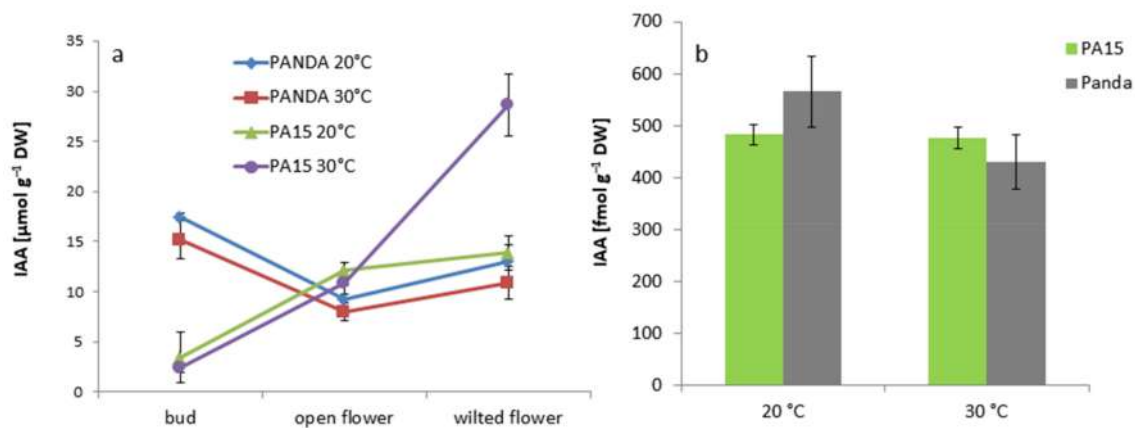 a
PANDA 20°C
PANDA 30°C
PA15 20°C
PA15 30°C
IAA [µmol g⁻¹ DW]
35
30
25
20
15
10
5
0
bud open flower wilted flower
b
PA15
Panda
IAA [fmol g⁻¹ DW]
700
600
500
400
300
200
100
0
20 °C 30 °C